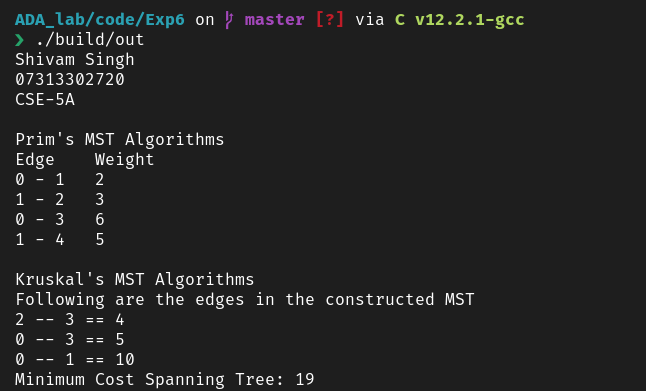 ADA_lab/code/Exp6 on master [?] via C v12.2.1-gcc
❯ ./build/out
Shivam Singh
07313302720
CSE-5A
Prim's MST Algorithms
Edge Weight
0 - 1 2
1 - 2 3
0 - 3 6
1 - 4 5
Kruskal's MST Algorithms
Following are the edges in the constructed MST
2 -- 3 == 4
0 -- 3 == 5
0 -- 1 == 10
Minimum Cost Spanning Tree: 19